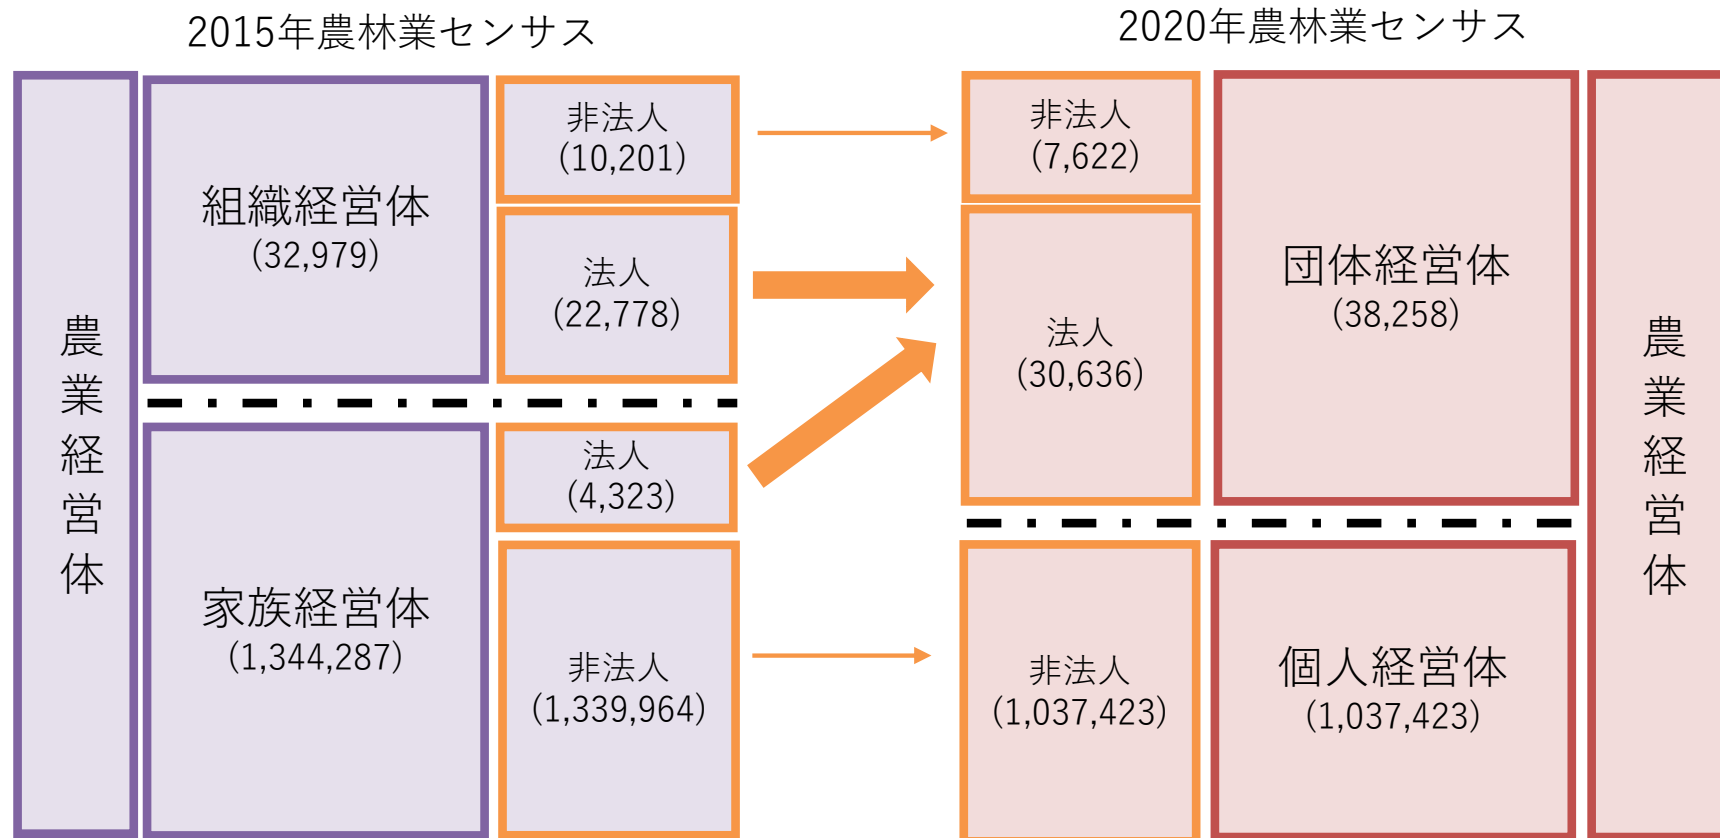 2015年農林業センサス
農業経営体
組織経営体
(32,979)
非法人
(10,201)
法人
(22,778)
家族経営体
(1,344,287)
法人
(4,323)
非法人
(1,339,964)
2020年農林業センサス
非法人
(7,622)
法人
(30,636)
団体経営体
(38,258)
非法人
(1,037,423)
個人経営体
(1,037,423)
農業経営体